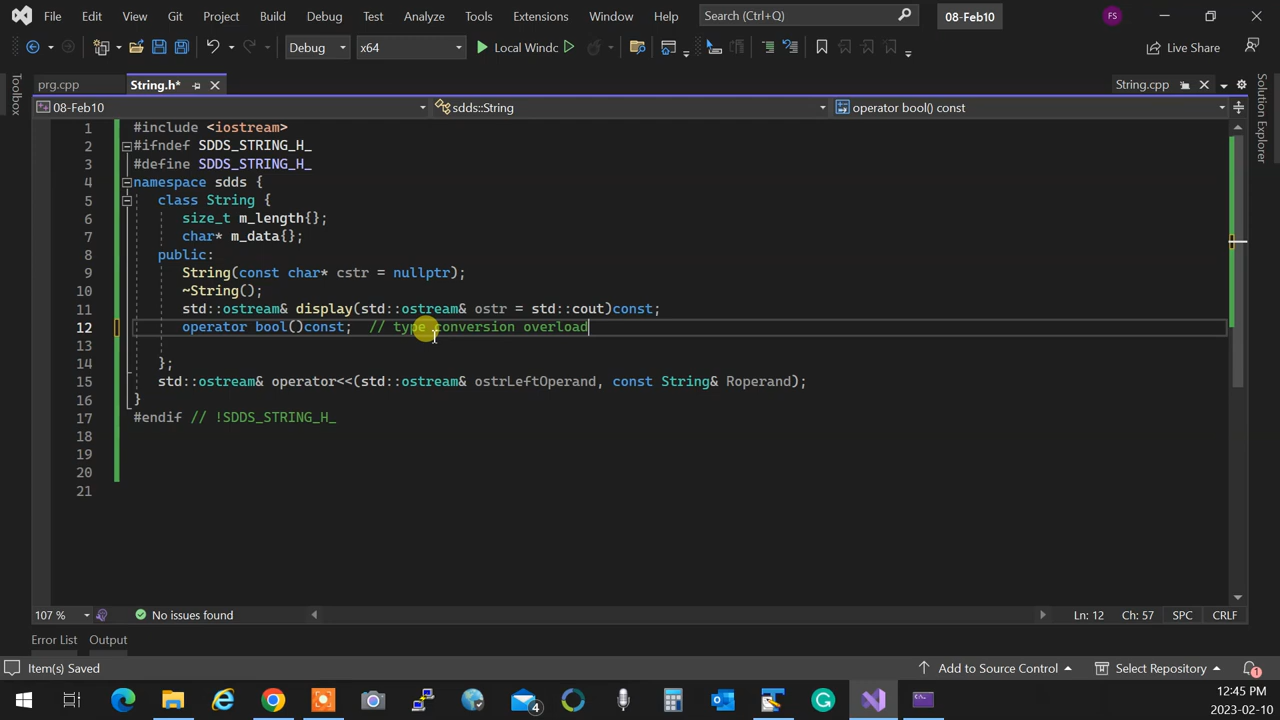 File Edit View Git Project Build Debug Test Analyze Tools Extensions Window Help Search (Ctrl+Q) 08-Feb10 FS
Debug x64 Local Windc Live Share
prg.cpp String.h* String.cpp
08-Feb10 sdds::String operator bool() const
Toolbox
Solution Explorer
1 #include <iostream>
2 #ifndef SDDS_STRING_H_
3 #define SDDS_STRING_H_
4 namespace sdds {
5 class String {
6 size_t m_length{};
7 char* m_data{};
8 public:
9 String(const char* cstr = nullptr);
10 ~String();
11 std::ostream& display(std::ostream& ostr = std::cout)const;
12 operator bool()const; // type conversion overload
13
14 };
15 std::ostream& operator<<(std::ostream& ostrLeftOperand, const String& Roperand);
16 }
17 #endif // !SDDS_STRING_H_
18
19
20
21
107 % No issues found Ln: 12 Ch: 57 SPC CRLF
Error List Output
Item(s) Saved Add to Source Control Select Repository 1
4 12:45 PM
2023-02-10